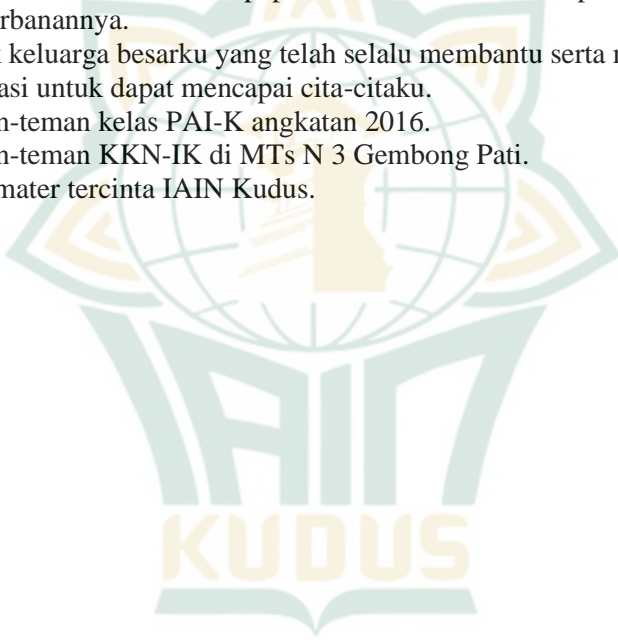 rbanannya.
keluarga besarku yang telah selalu membantu serta
asi untuk dapat mencapai cita-citaku.
n-teman kelas PAI-K angkatan 2016.
n-teman KKN-IK di MTs N 3 Gembong Pati.
mater tercinta IAIN Kudus.
IAIN
KUDUS